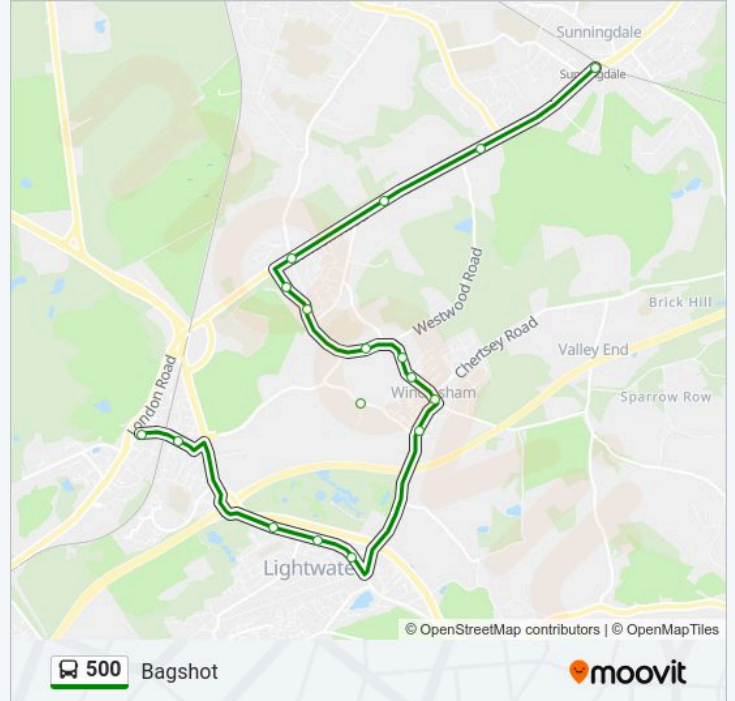 Sunningdale
Sunningdale
Westwood Road
Brick Hill
Chertsey Road
Valley End
London Road
Windlesham
Sparrow Row
Lightwater
© OpenStreetMap contributors | © OpenMapTiles
500 Bagshot
moovit